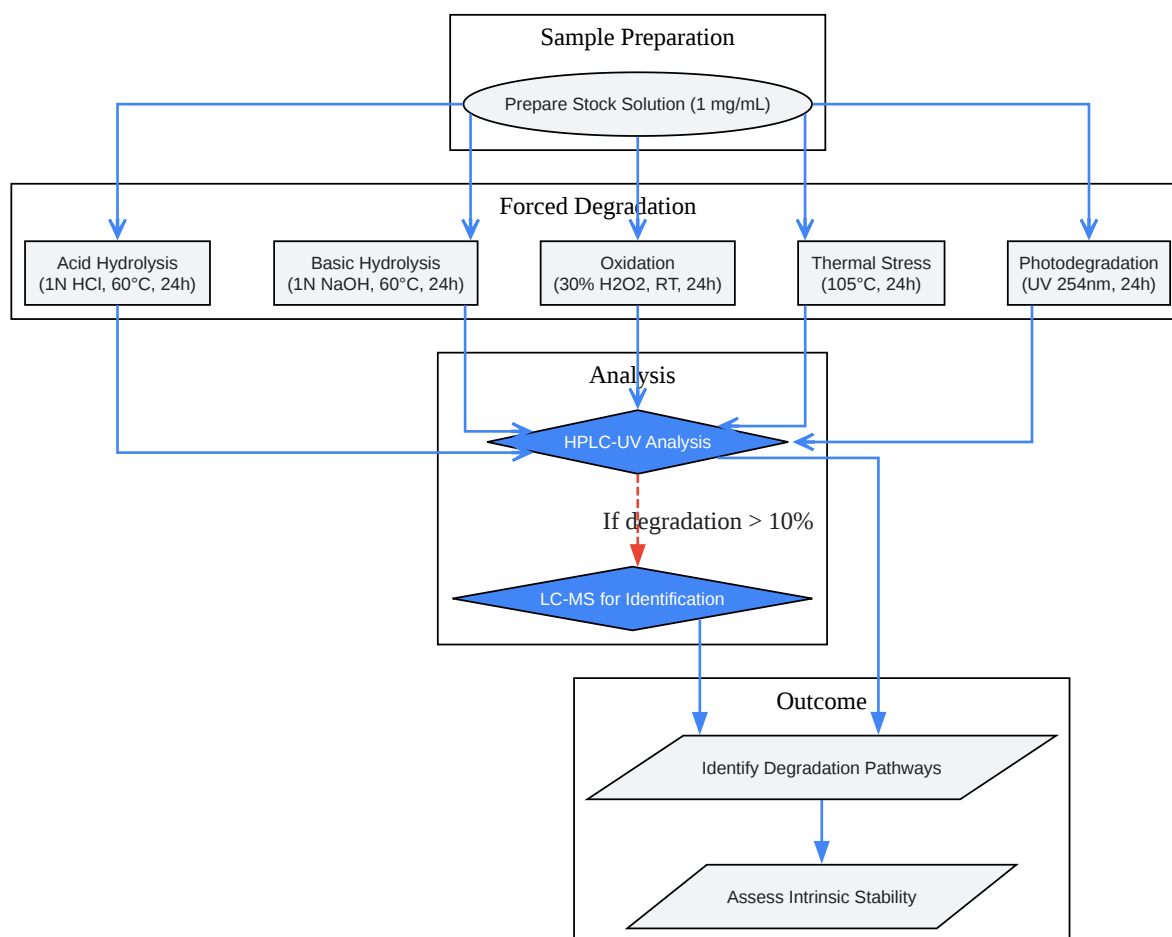 Sample Preparation
Prepare Stock Solution (1 mg/mL)
Forced Degradation
Acid Hydrolysis
(1N HCl, 60°C, 24h)
Basic Hydrolysis
(1N NaOH, 60°C, 24h)
Oxidation
(30% H2O2, RT, 24h)
Thermal Stress
(105°C, 24h)
Photodegradation
(UV 254nm, 24h)
Analysis
HPLC-UV Analysis
If degradation > 10%
LC-MS for Identification
Outcome
Identify Degradation Pathways
Assess Intrinsic Stability